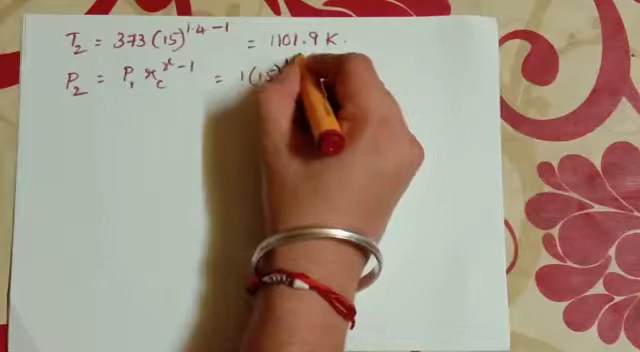 T₂ = 373 (15)^1.4-1 = 1101.9 K.
P₂ = P₁ r_c^γ-1 = 1(15)